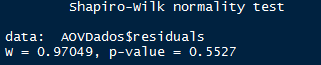 Shapiro-Wilk normality test
data:  AOVDados$residuals
W = 0.97049, p-value = 0.5527